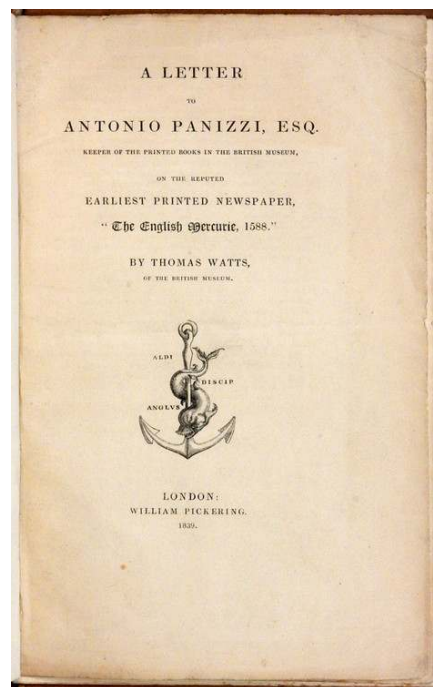 A LETTER
TO
ANTONIO PANIZZI, ESQ.
KEEPER OF THE PRINTED BOOKS IN THE BRITISH MUSEUM,
ON THE REPUTED
EARLIEST PRINTED NEWSPAPER,
"The English Mercurie, 1588."
BY THOMAS WATTS,
OF THE BRITISH MUSEUM.
ALDI
DISCIP.
ANGLVS
LONDON:
WILLIAM PICKERING.
1839.